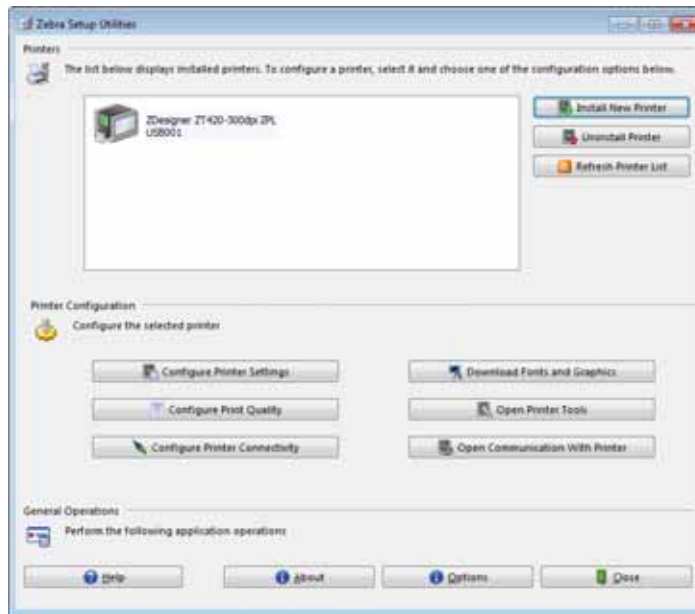 Zebra Setup Utilities
Printers
The list below displays installed printers. To configure a printer, select it and choose one of the configuration options below.
ZDesigner ZT420-300dpi ZPL
USB001
Install New Printer
Uninstall Printer
Refresh Printer List
Printer Configuration
Configure the selected printer
Configure Printer Settings
Download Fonts and Graphics
Configure Print Quality
Open Printer Tools
Configure Printer Connectivity
Open Communication With Printer
General Operations
Perform the following application operations
Help
About
Options
Close